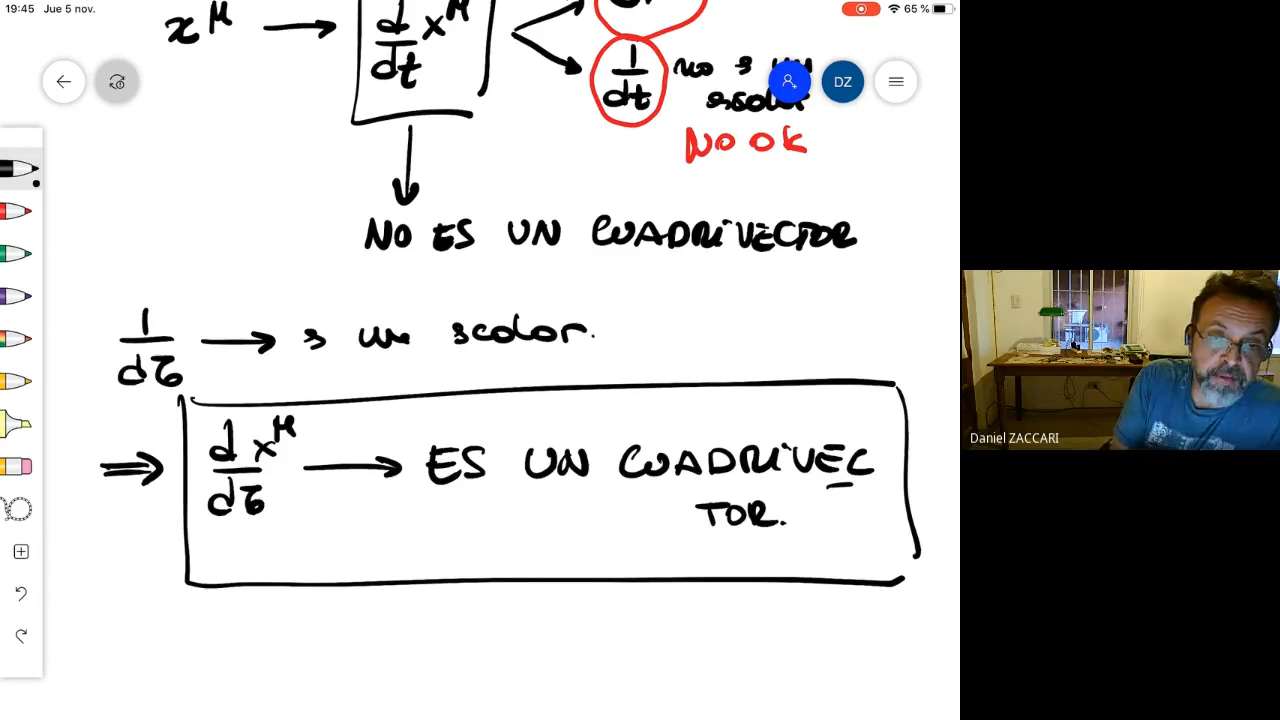 19:45 Jue 5 nov. 65 %
x^μ → d/dt x^μ
1/dt no es un
escalar
DZ
NO OK
NO ES UN CUADRIVECTOR
1/dτ → es un escalar.
⇒ d x^μ/dτ → ES UN CUADRIVEC
TOR.
Daniel ZACCARI